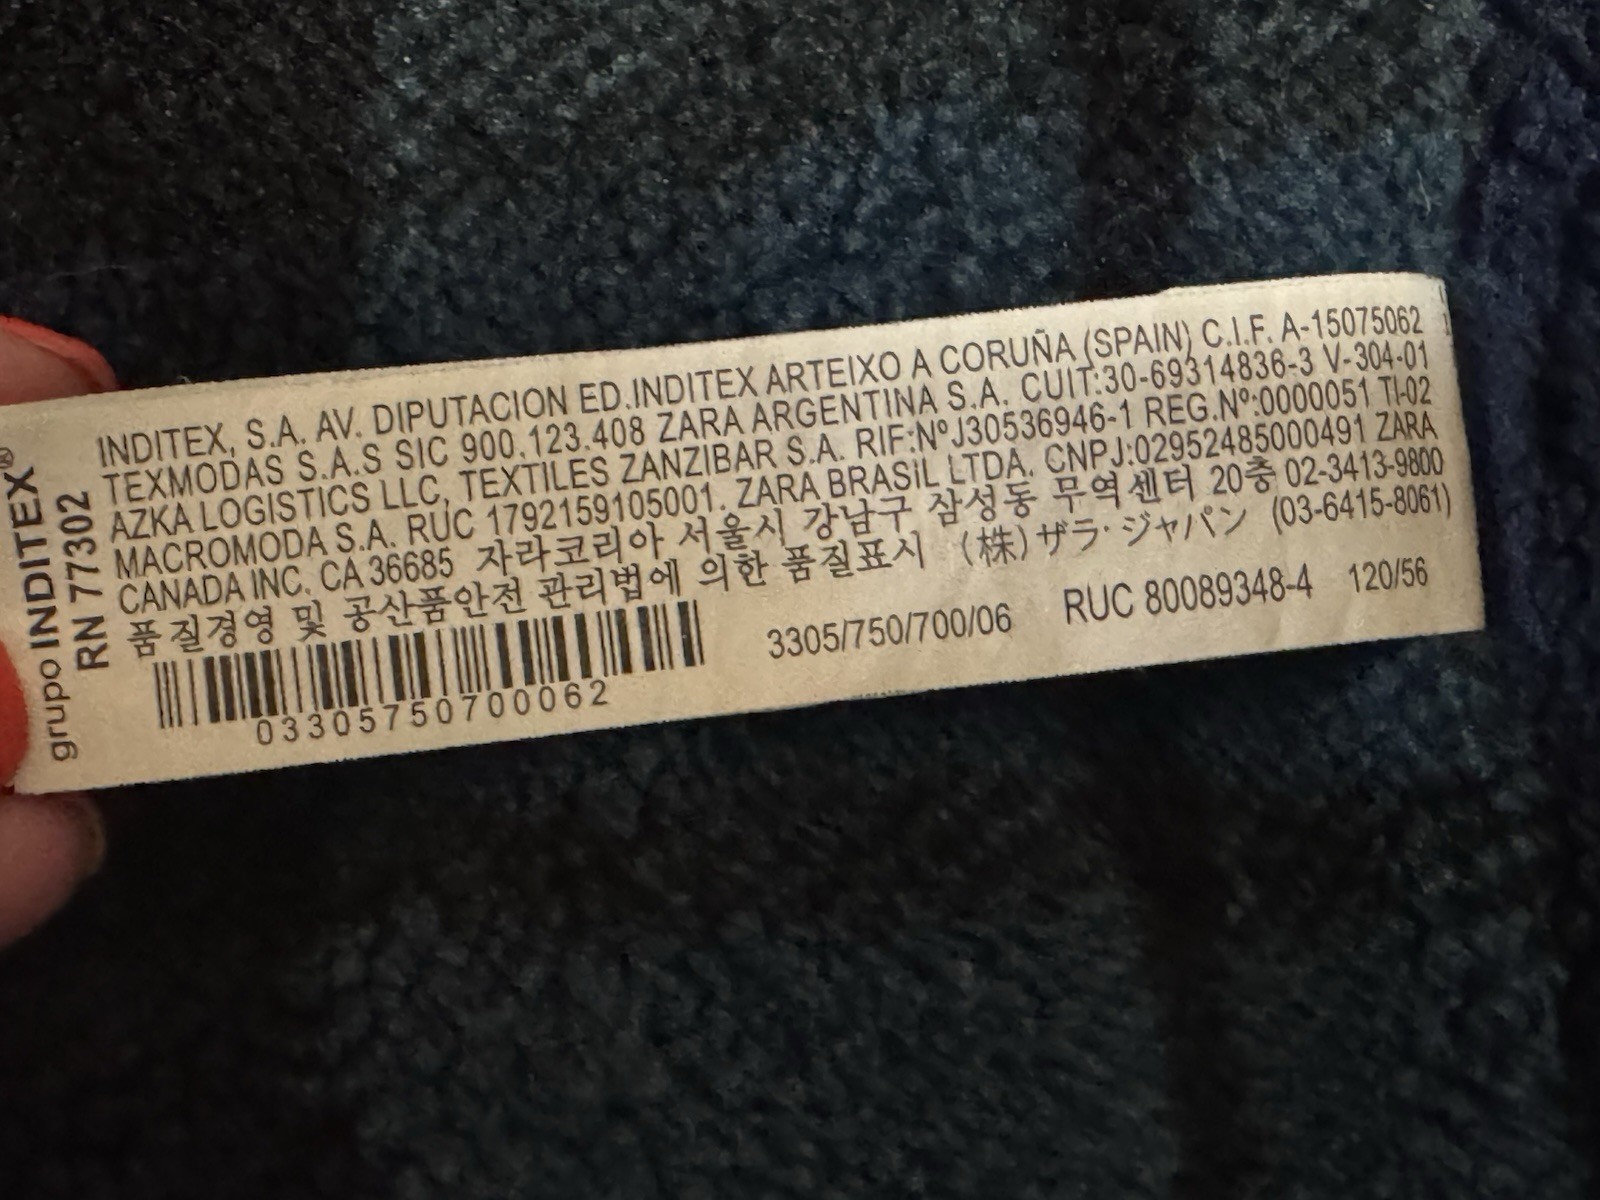 grupo INDITEX®
RN 77302
INDITEX, S.A. AV. DIPUTACION ED.INDITEX ARTEIXO A CORUÑA (SPAIN) C.I.F. A-15075062
TEXMODAS S.A.S SIC 900.123.408 ZARA ARGENTINA S.A. CUIT:30-69314836-3 V-304-01
AZKA LOGISTICS LLC, TEXTILES ZANZIBAR S.A. RIF:NºJ30536946-1 REG.Nº:0000051 TI-02
MACROMODA S.A. RUC 1792159105001. ZARA BRASIL LTDA. CNPJ:02952485000491 ZARA
CANADA INC. CA 36685 자라코리아 서울시 강남구 삼성동 무역센터 20층 02-3413-9800
품질경영 및 공산품안전 관리법에 의한 품질표시 (株)ザラ・ジャパン (03-6415-8061)
03305750700062
3305/750/700/06 RUC 80089348-4 120/56